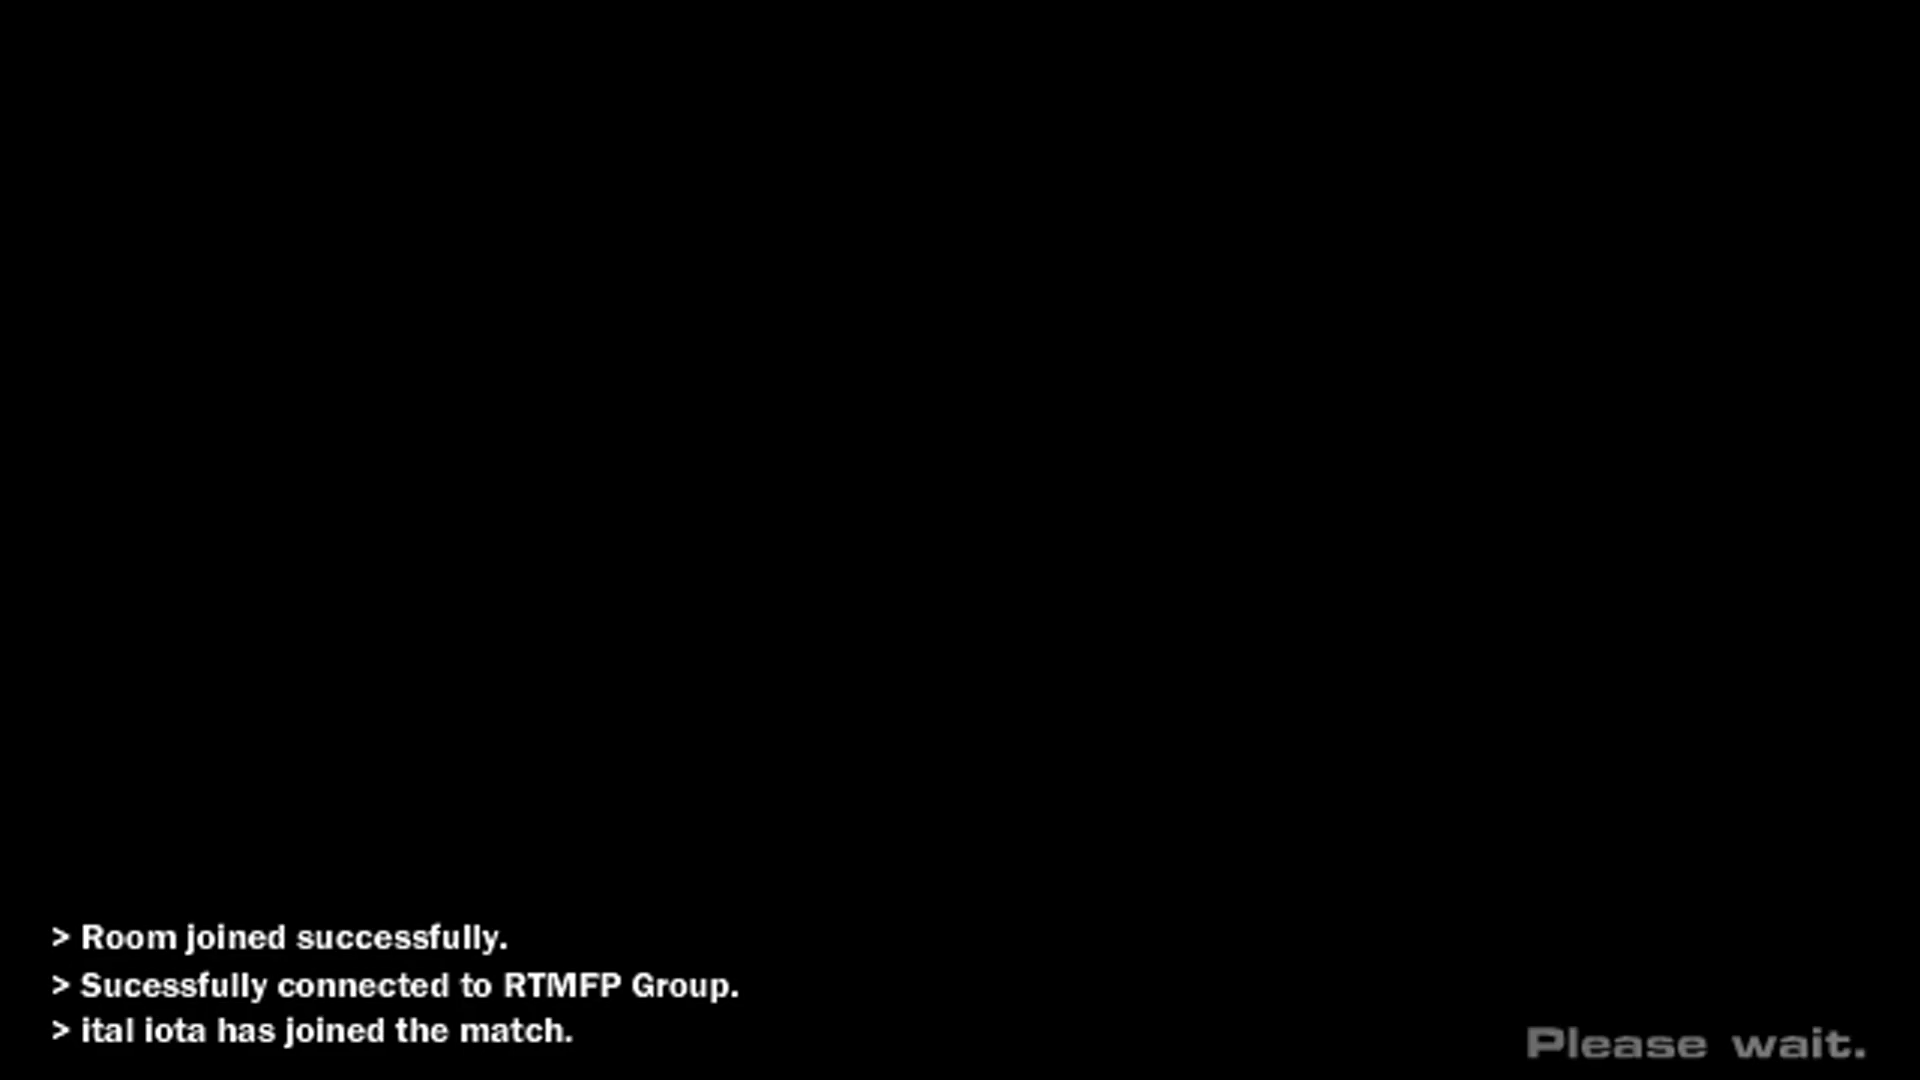 > Room joined successfully.
> Sucessfully connected to RTMFP Group.
> ital iota has joined the match.
Please wait.